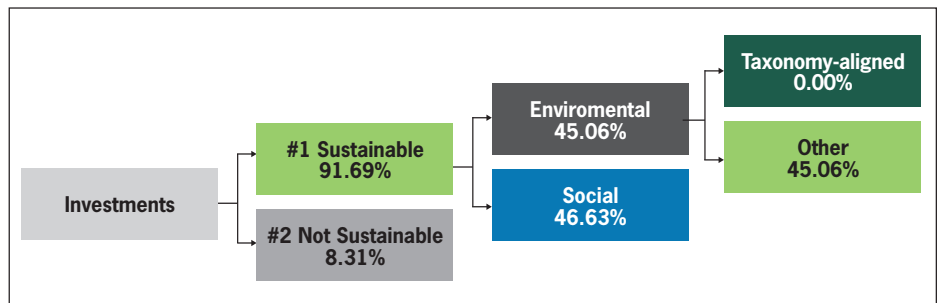 Investments
#1 Sustainable
91.69%
#2 Not Sustainable
8.31%
Enviromental
45.06%
Social
46.63%
Taxonomy-aligned
0.00%
Other
45.06%